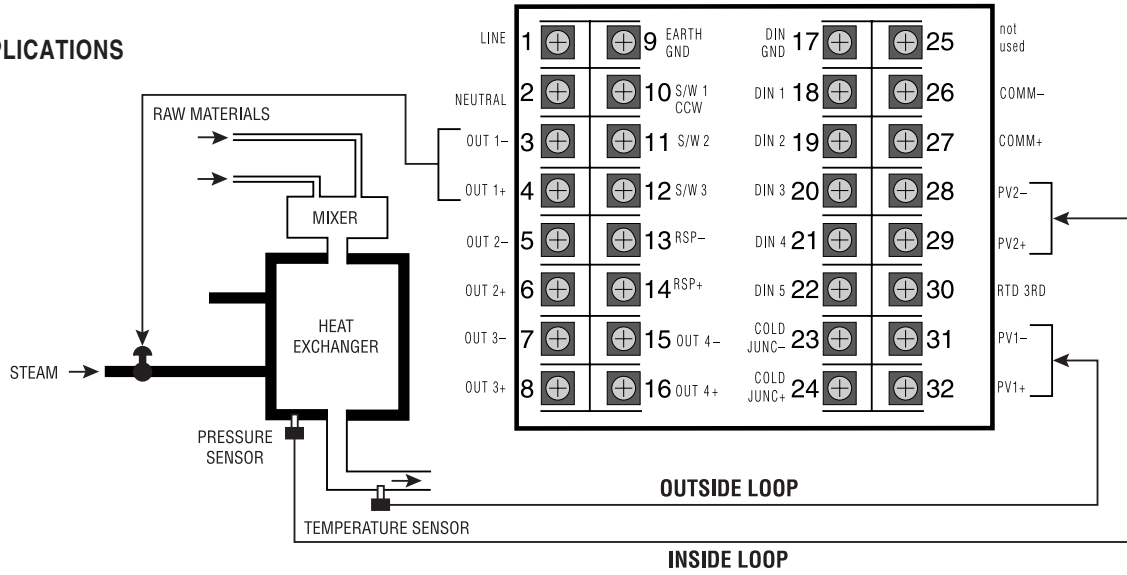 PLICATIONS
RAW MATERIALS
MIXER
HEAT
EXCHANGER
STEAM
PRESSURE
SENSOR
TEMPERATURE SENSOR
OUTSIDE LOOP
INSIDE LOOP
LINE 1
NEUTRAL 2
OUT 1– 3
OUT 1+ 4
OUT 2– 5
OUT 2+ 6
OUT 3– 7
OUT 3+ 8
9 EARTH
GND
10 S/W 1
CCW
11 S/W 2
12 S/W 3
13 RSP–
14 RSP+
15 OUT 4–
16 OUT 4+
DIN
GND 17
DIN 1 18
DIN 2 19
DIN 3 20
DIN 4 21
DIN 5 22
COLD
JUNC– 23
COLD
JUNC+ 24
25 not
used
26 COMM–
27 COMM+
28 PV2–
29 PV2+
30 RTD 3RD
31 PV1–
32 PV1+